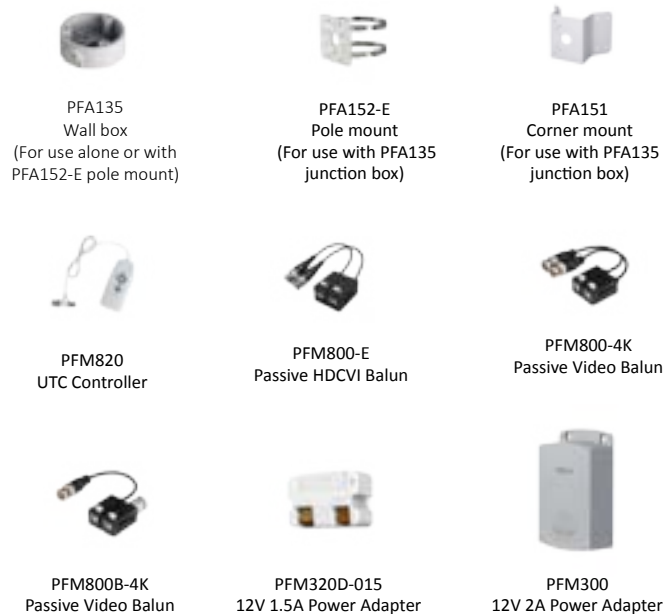 PFA135
Wall box
(For use alone or with
PFA152-E pole mount)
PFA152-E
Pole mount
(For use with PFA135
junction box)
PFA151
Corner mount
(For use with PFA135
junction box)
PFM820
UTC Controller
PFM800-E
Passive HDCVI Balun
PFM800-4K
Passive Video Balun
PFM800B-4K
Passive Video Balun
PFM320D-015
12V 1.5A Power Adapter
PFM300
12V 2A Power Adapter